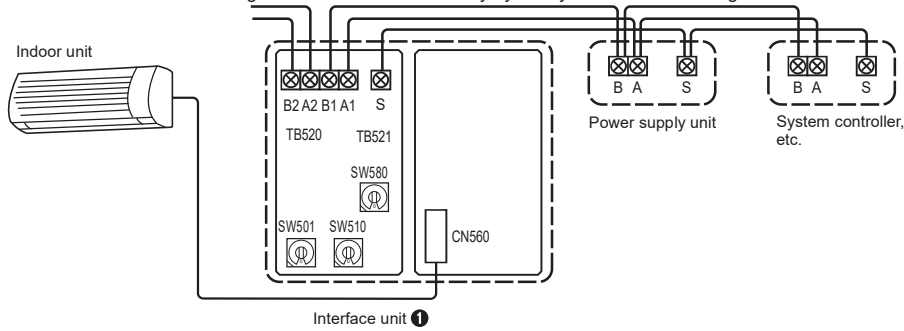 Indoor unit
B2 A2 B1 A1 S
B A S
B A S
TB520 TB521
Power supply unit
System controller,
etc.
SW580
SW501 SW510
CN560
Interface unit ❶